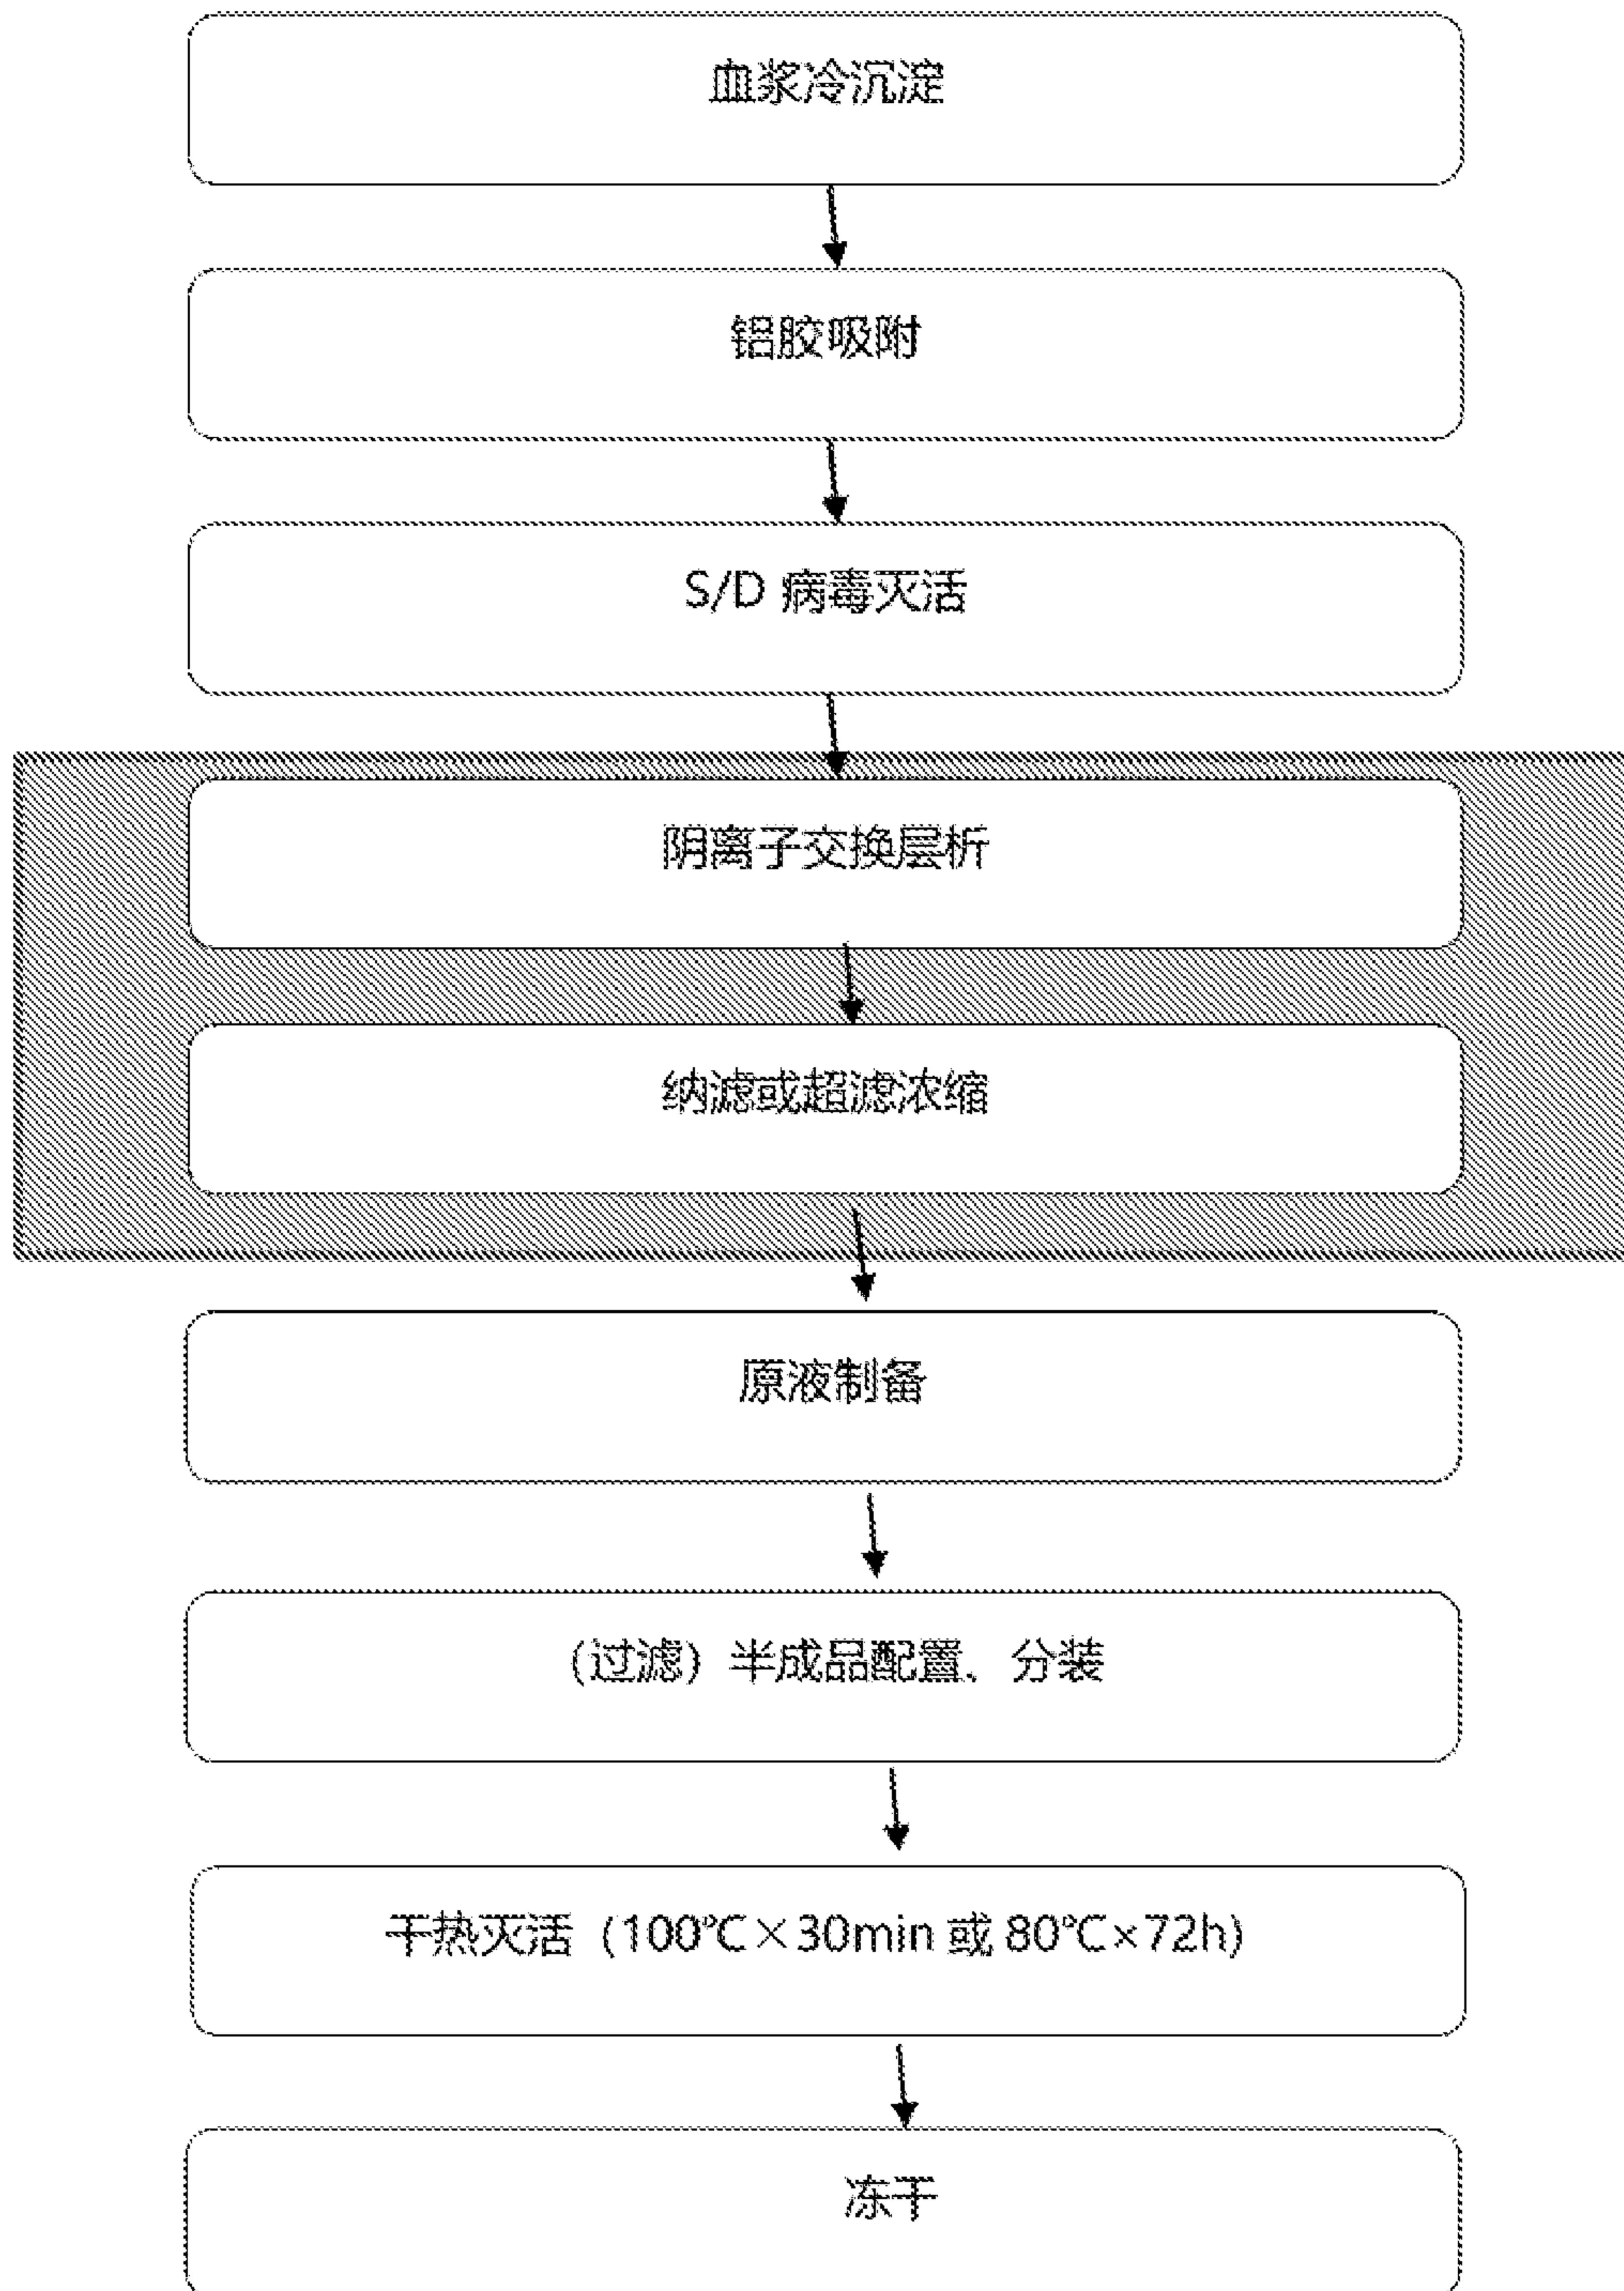 血浆冷沉淀
铝胶吸附
S/D 病毒灭活
阴离子交换层析
纳滤或超滤浓缩
原液制备
（过滤）半成品配置、分装
干热灭活（100℃×30min 或 80℃×72h）
冻干